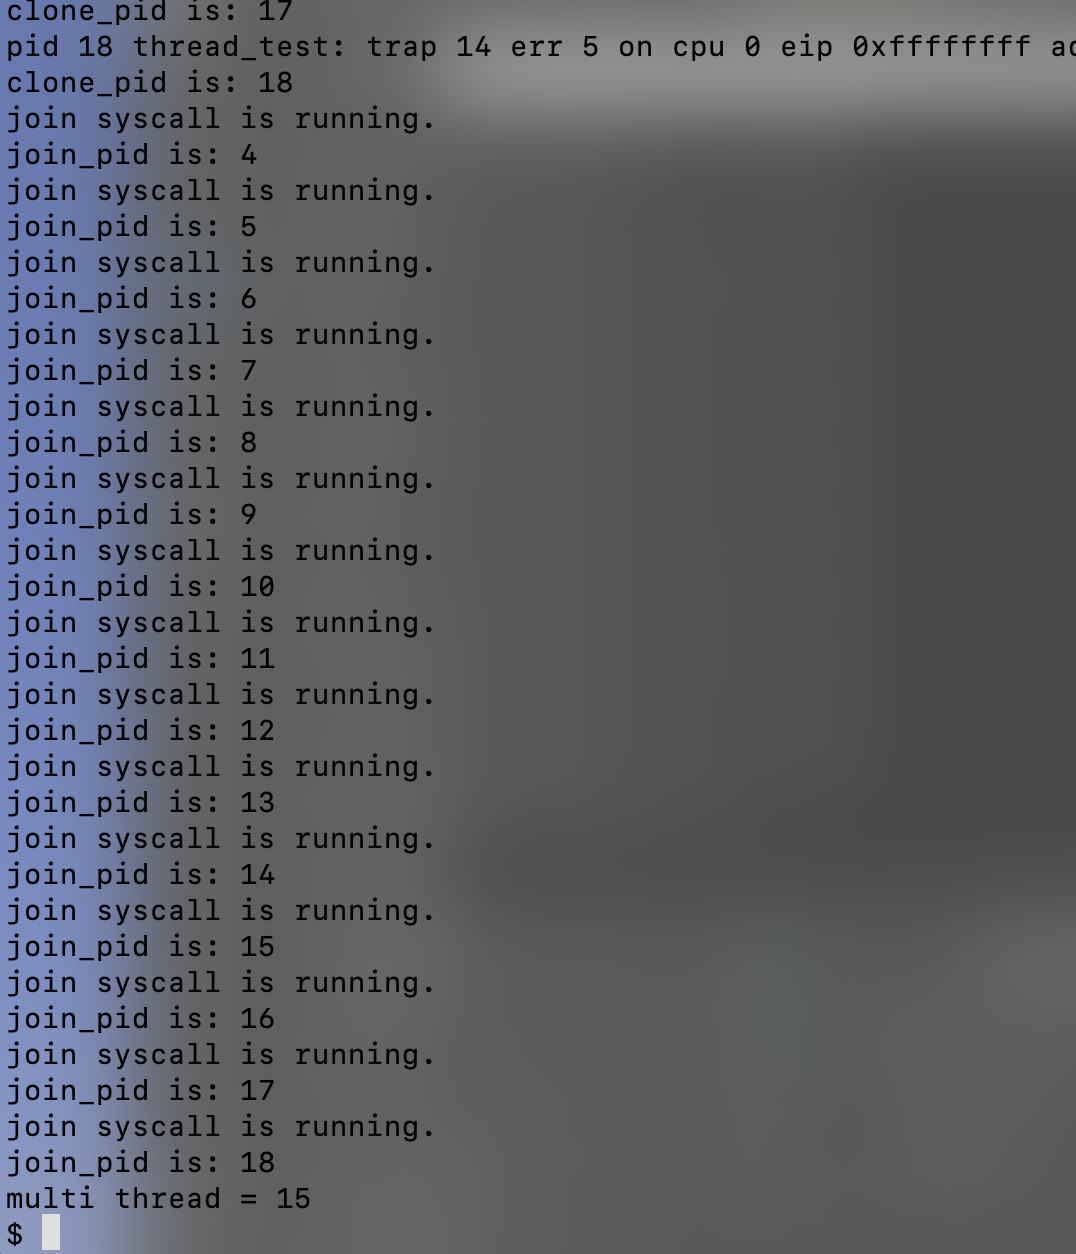 clone_pid is: 17
pid 18 thread_test: trap 14 err 5 on cpu 0 eip 0xffffffff
clone_pid is: 18
join syscall is running.
join_pid is: 4
join syscall is running.
join_pid is: 5
join syscall is running.
join_pid is: 6
join syscall is running.
join_pid is: 7
join syscall is running.
join_pid is: 8
join syscall is running.
join_pid is: 9
join syscall is running.
join_pid is: 10
join syscall is running.
join_pid is: 11
join syscall is running.
join_pid is: 12
join syscall is running.
join_pid is: 13
join syscall is running.
join_pid is: 14
join syscall is running.
join_pid is: 15
join syscall is running.
join_pid is: 16
join syscall is running.
join_pid is: 17
join syscall is running.
join_pid is: 18
multi thread = 15
$